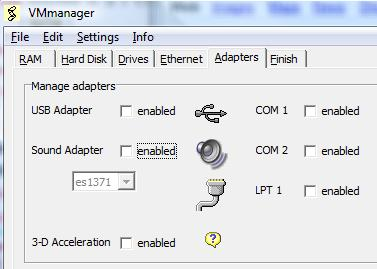 VMmanager
File Edit Settings Info
RAM Hard Disk Drives Ethernet Adapters Finish
Manage adapters
USB Adapter enabled COM 1 enabled
Sound Adapter enabled COM 2 enabled
es1371
LPT 1 enabled
3-D Acceleration enabled ?